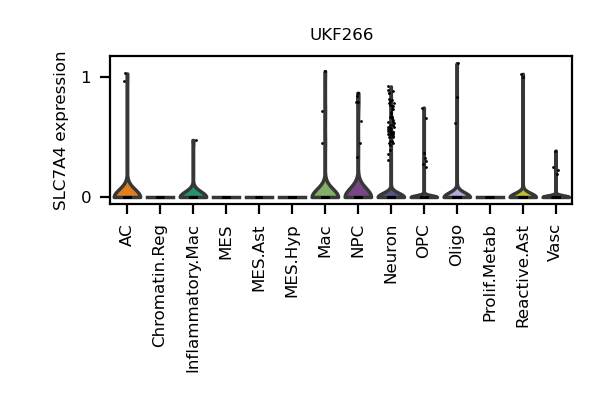 UKF266
SLC7A4 expression
1
0
AC
Chromatin.Reg
Inflammatory.Mac
MES
MES.Ast
MES.Hyp
Mac
NPC
Neuron
OPC
Oligo
Prolif.Metab
Reactive.Ast
Vasc